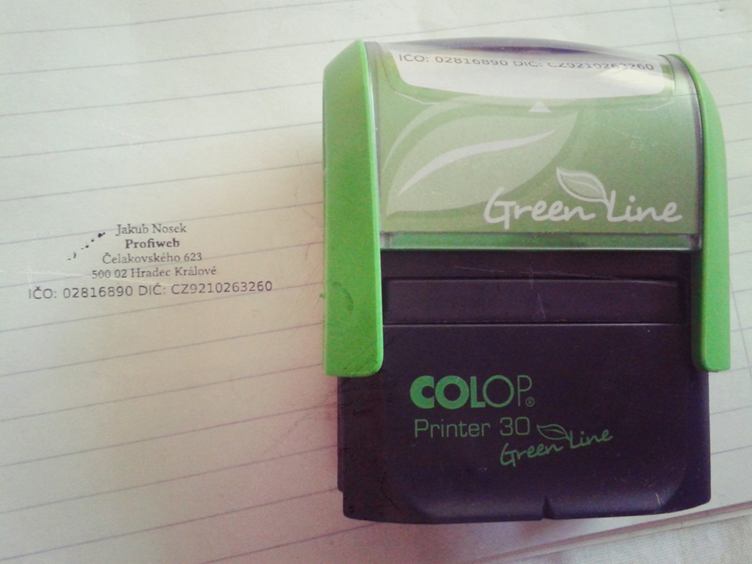 Jakub Nosek
Profiweb
Čelakovského 623
500 02 Hradec Králové
IČO: 02816890 DIČ: CZ9210263260
IČO: 02816890 DIČ: CZ9210263260
Green Line
COLOP®
Printer 30
Green Line